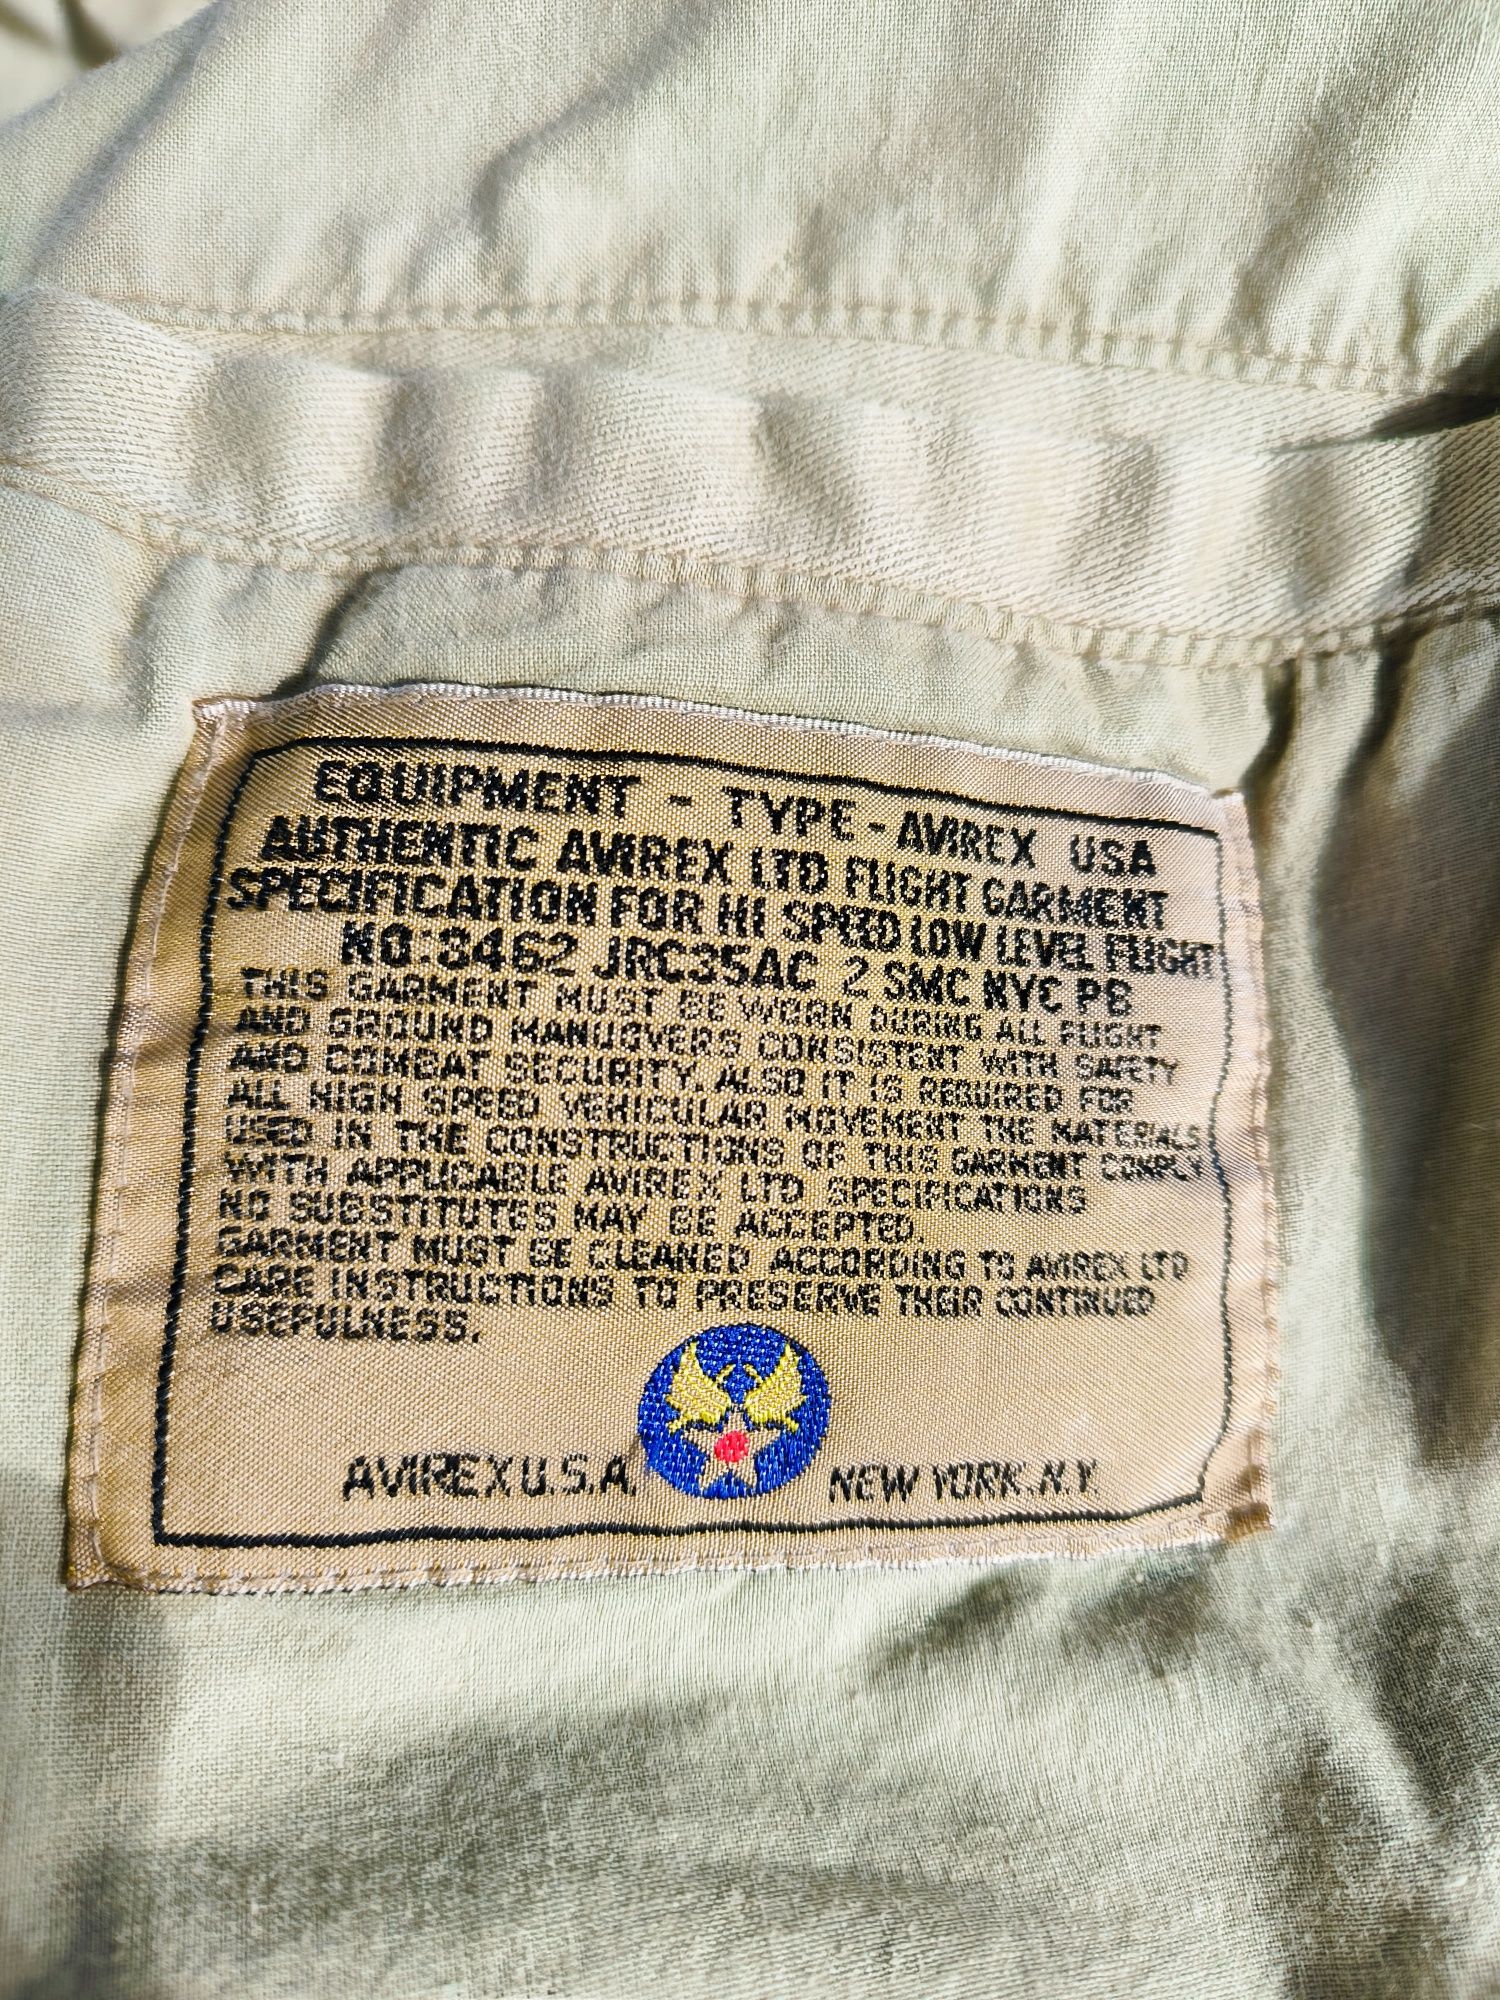 EQUIPMENT - TYPE - AVIREX USA
AUTHENTIC AVIREX LTD FLIGHT GARMENT
SPECIFICATION FOR HI SPEED LOW LEVEL FLIGHT
NO:3462 JRC35AC 2 SMC NYC PB
THIS GARMENT MUST BE WORN DURING ALL FLIGHT
AND GROUND MANUGVERS CONSISTENT WITH SAFETY
AND COMBAT SECURITY. ALSO IT IS REQUIRED FOR
ALL HIGH SPEED VEHICULAR MOVEMENT THE MATERIALS
USED IN THE CONSTRUCTIONS OF THIS GARMENT COMPLY
WITH APPLICABLE AVIREX LTD SPECIFICATIONS
NO SUBSTITUTES MAY BE ACCEPTED.
GARMENT MUST BE CLEANED ACCORDING TO AVIREX LTD
CARE INSTRUCTIONS TO PRESERVE THEIR CONTINUED
USEFULNESS.
AVIREX U.S.A. NEW YORK. N.Y.